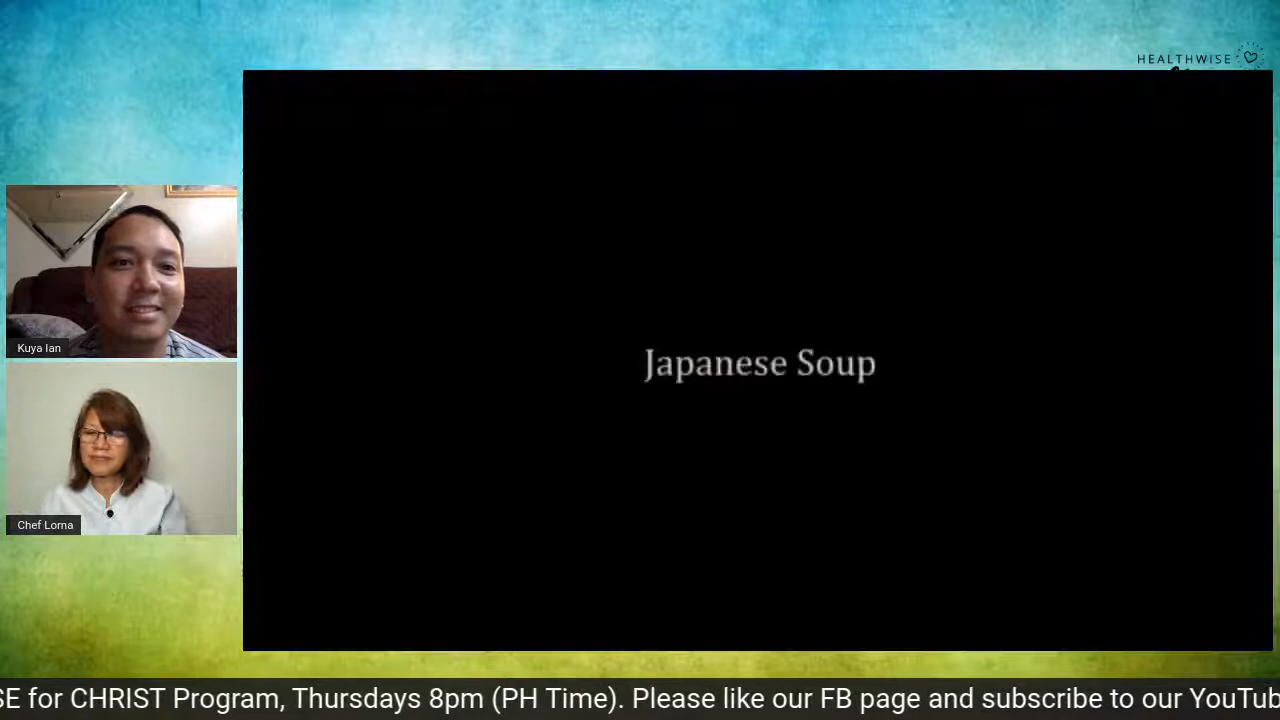 HEALTHWISE
Kuya Ian
Japanese Soup
Chef Lorna
SE for CHRIST Program, Thursdays 8pm (PH Time). Please like our FB page and subscribe to our YouTub